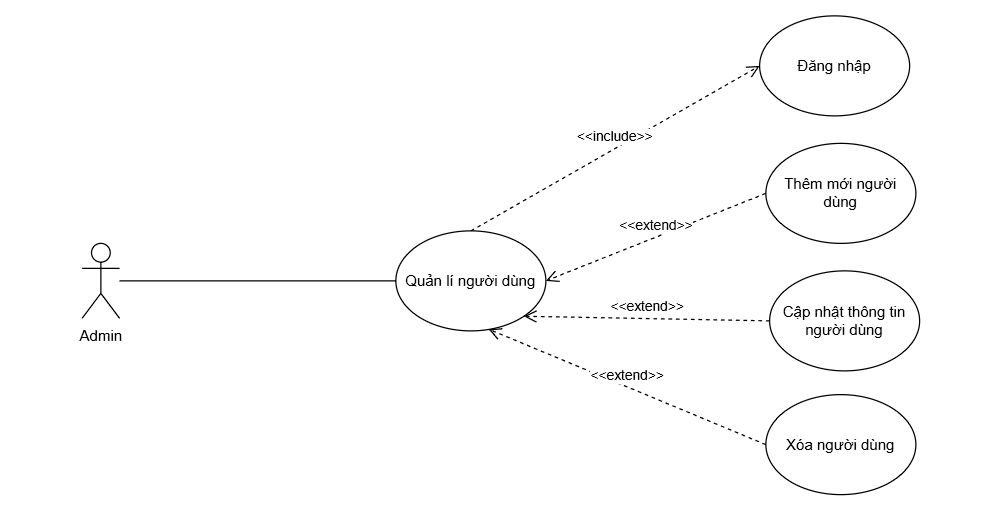 Đăng nhập
<<include>>
Thêm mới người
dùng
<<extend>>
Quản lí người dùng
Admin
<<extend>>
Cập nhật thông tin
người dùng
<<extend>>
Xóa người dùng